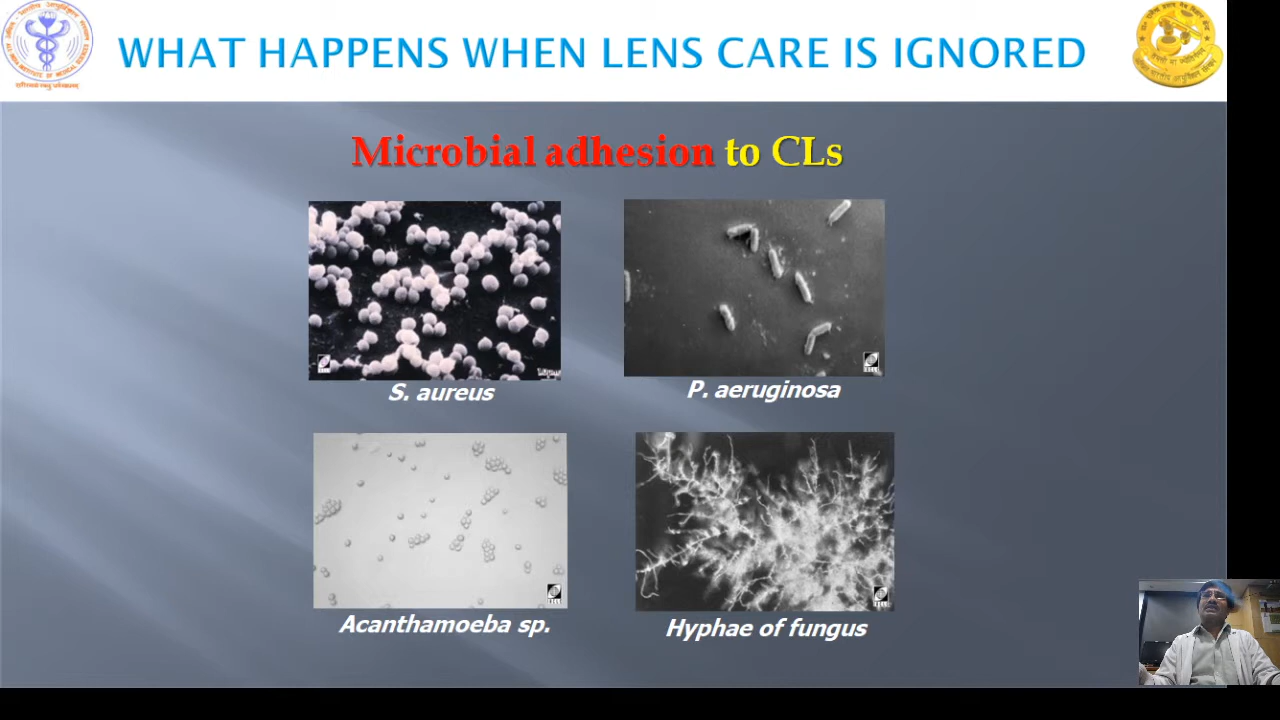 WHAT HAPPENS WHEN LENS CARE IS IGNORED
Microbial adhesion to CLs
S. aureus
P. aeruginosa
Acanthamoeba sp.
Hyphae of fungus